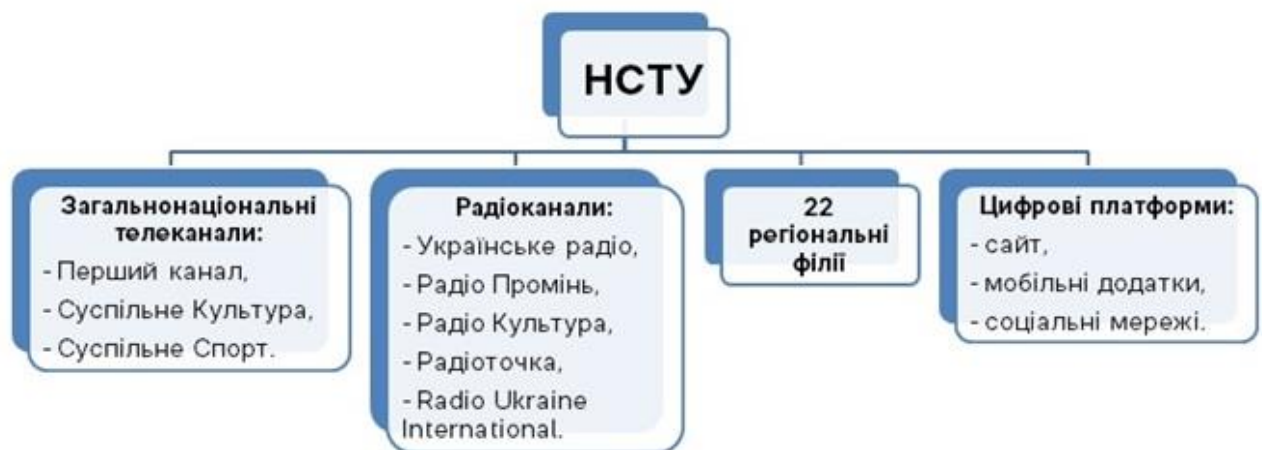 НСТУ
Загальнонаціональні
телеканали:
- Перший канал,
- Суспільне Культура,
- Суспільне Спорт.
Радіоканали:
- Українське радіо,
- Радіо Промінь,
- Радіо Культура,
- Радіоточка,
- Radio Ukraine
International.
22
регіональні
філії
Цифрові платформи:
- сайт,
- мобільні додатки,
- соціальні мережі.